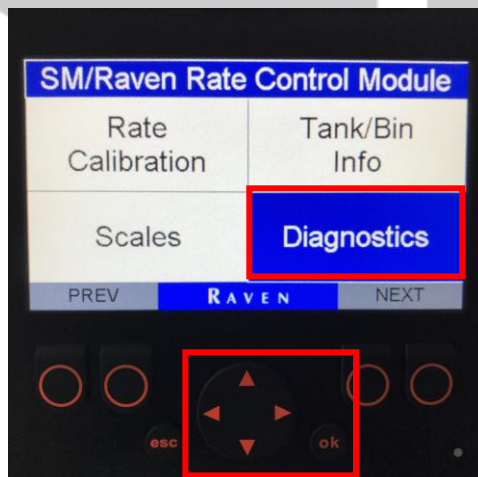 SM/Raven Rate Control Module
Rate Calibration
Tank/Bin Info
Scales
Diagnostics
PREV
RAVEN
NEXT
esc
ok